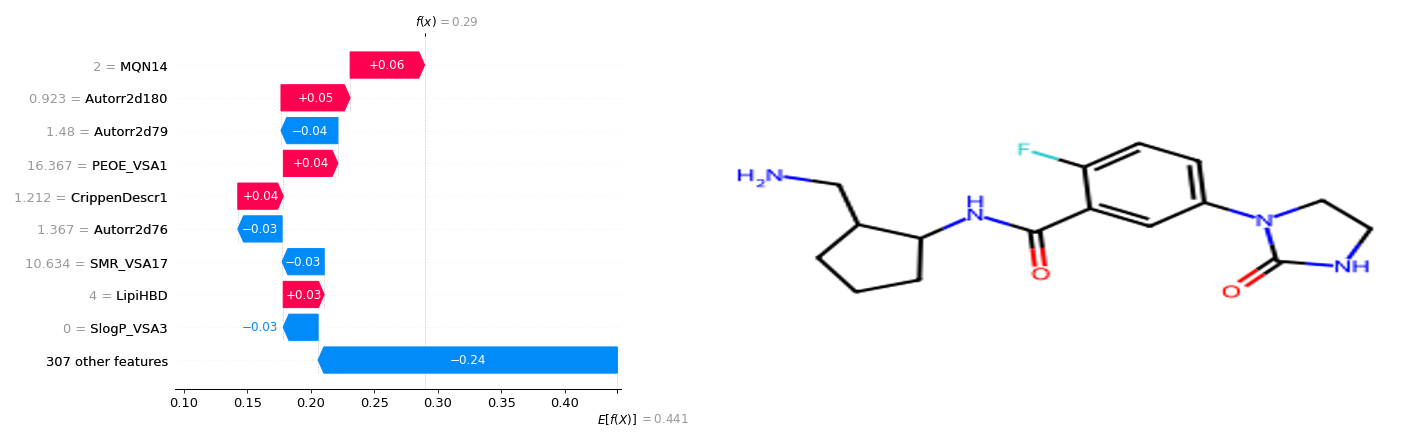 f(x) = 0.29
2 = MQN14
+0.06
0.923 = Autorr2d180
+0.05
1.48 = Autorr2d79
−0.04
16.367 = PEOE_VSA1
+0.04
1.212 = CrippenDescr1
+0.04
1.367 = Autorr2d76
−0.03
10.634 = SMR_VSA17
−0.03
4 = LipiHBD
+0.03
0 = SlogP_VSA3
−0.03
307 other features
−0.24
0.10 0.15 0.20 0.25 0.30 0.35 0.40
E[f(X)] = 0.441
F
H2N
H
N
O
N
NH
O